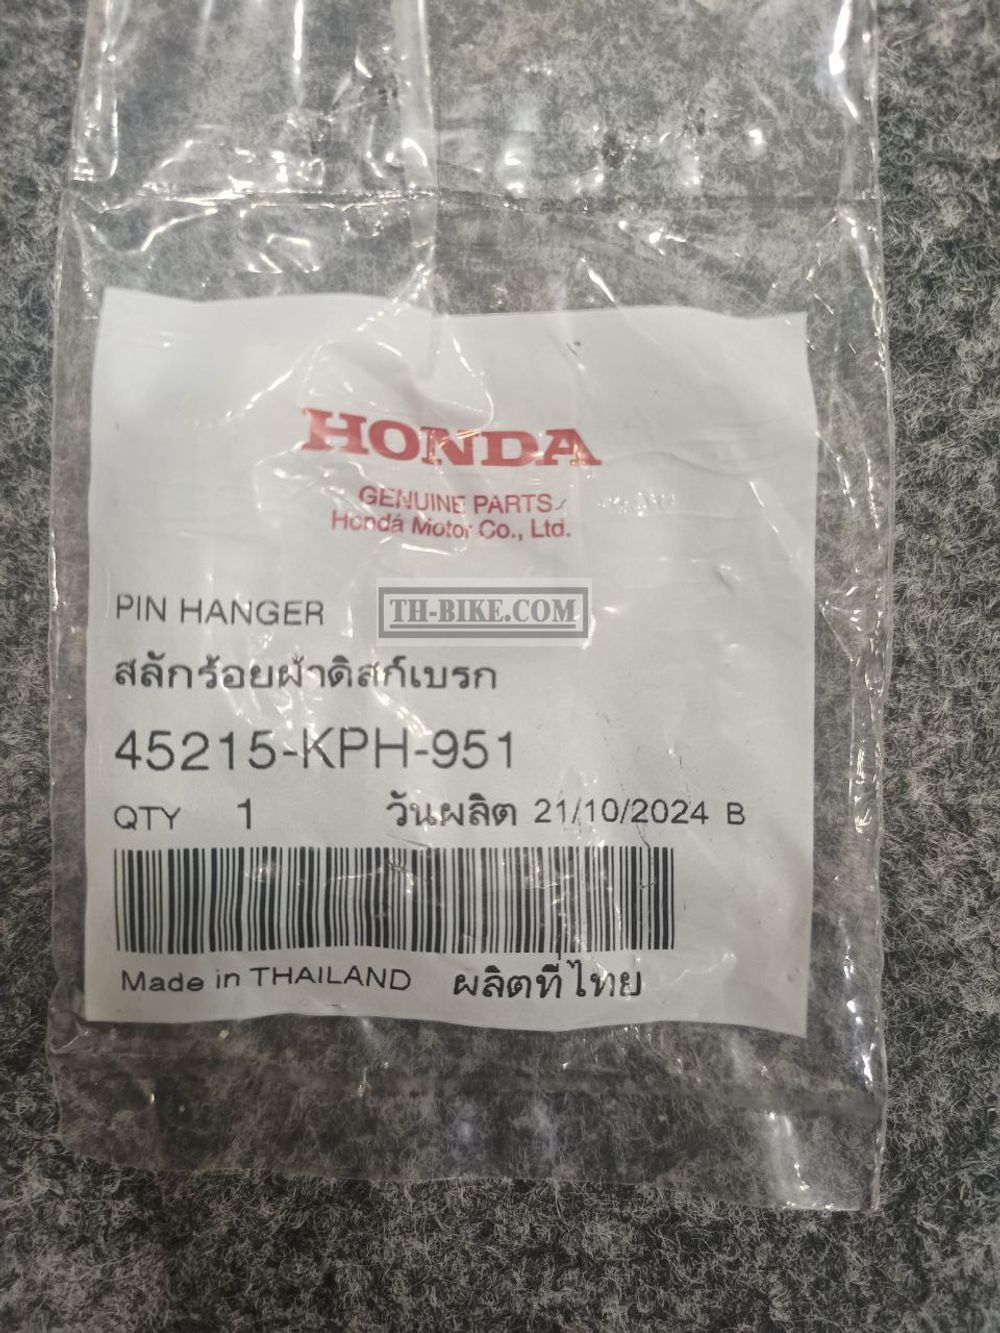 HONDA
GENUINE PARTS
Honda Motor Co., Ltd.
PIN HANGER
TH-BIKE.COM
สลักร้อยผ้าดิสก์เบรก
45215-KPH-951
QTY 1 วันผลิต 21/10/2024 B
Made in THAILAND ผลิตที่ไทย